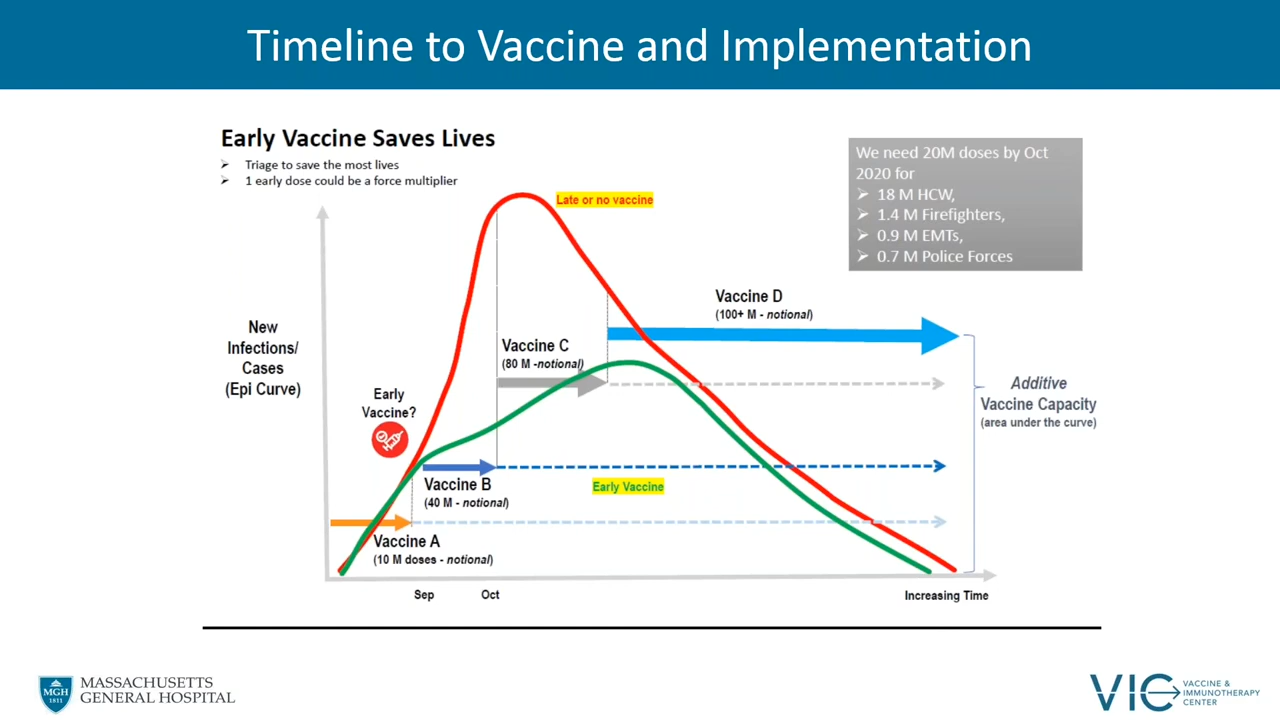 Timeline to Vaccine and Implementation
Early Vaccine Saves Lives
➢ Triage to save the most lives
➢ 1 early dose could be a force multiplier
We need 20M doses by Oct
2020 for
➢ 18 M HCW,
➢ 1.4 M Firefighters,
➢ 0.9 M EMTs,
➢ 0.7 M Police Forces
Late or no vaccine
Vaccine D
(100+ M - notional)
New
Infections/
Cases
(Epi Curve)
Vaccine C
(80 M -notional)
Early
Vaccine?
Additive
Vaccine Capacity
(area under the curve)
Vaccine B
(40 M - notional)
Early Vaccine
Vaccine A
(10 M doses - notional)
Sep
Oct
Increasing Time
MGH
1811
MASSACHUSETTS
GENERAL HOSPITAL
VIC
VACCINE &
IMMUNOTHERAPY
CENTER